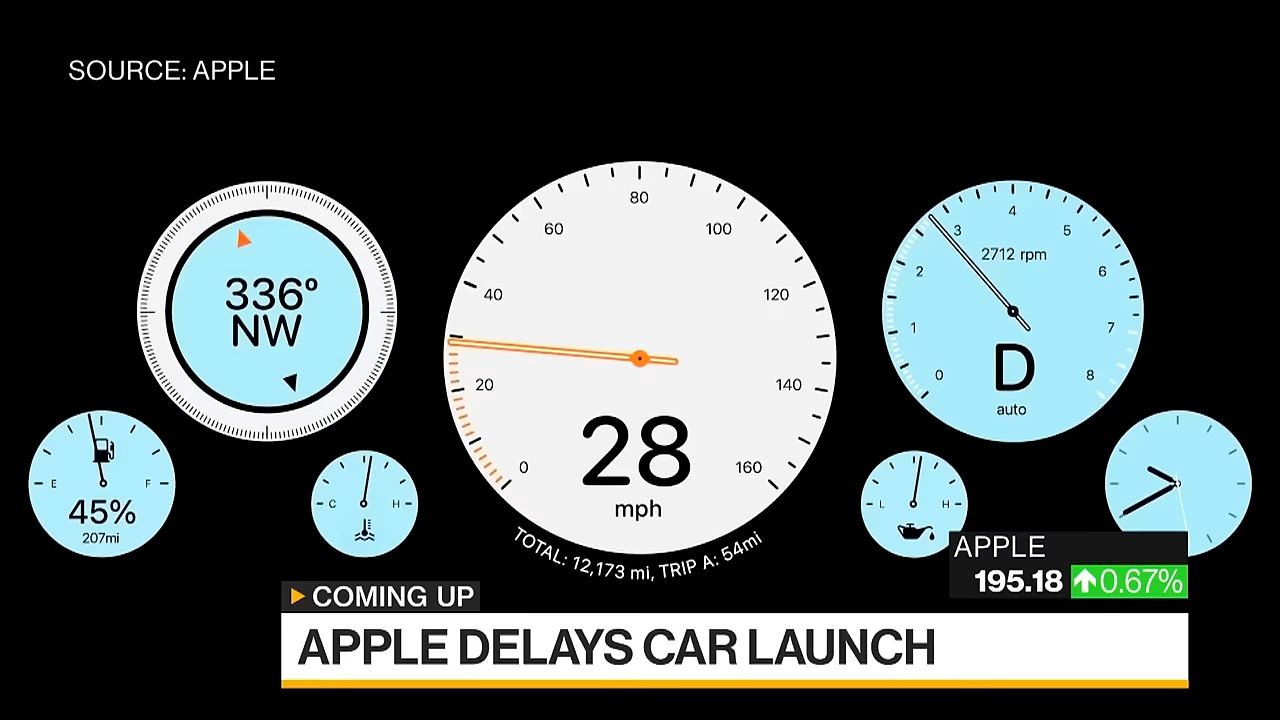 SOURCE: APPLE
336°
NW
E
F
45%
207mi
C
H
0
20
40
60
80
100
120
140
160
28
mph
TOTAL: 12,173 mi, TRIP A: 54mi
0
1
2
3
4
5
6
7
8
2712 rpm
D
auto
L
H
APPLE
195.18 0.67%
COMING UP
APPLE DELAYS CAR LAUNCH